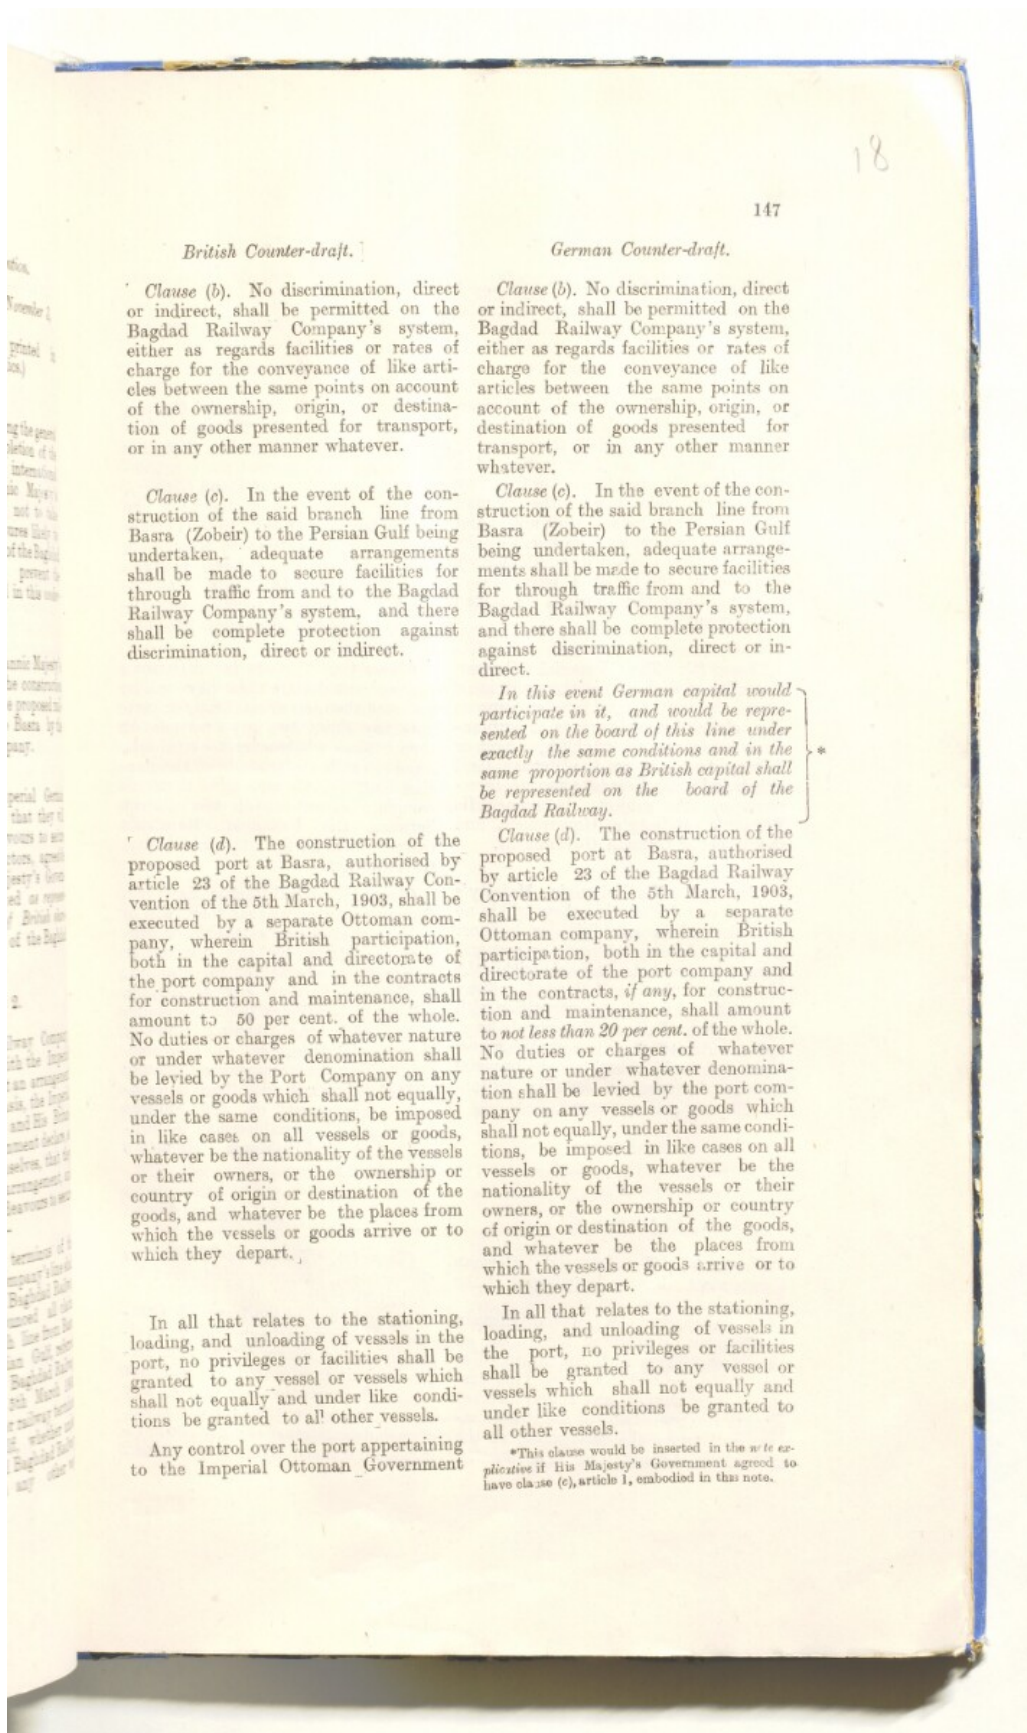 18
147
British Counter-draft.
Clause (b). No discrimination, direct
or indirect, shall be permitted on the
Bagdad Railway Company's system,
either as regards facilities or rates of
charge for the conveyance of like arti-
cles between the same points on account
of the ownership, origin, or destina-
tion of goods presented for transport,
or in any other manner whatever.
Clause (c). In the event of the con-
struction of the said branch line from
Basra (Zobeir) to the Persian Gulf being
undertaken, adequate arrangements
shall be made to secure facilities for
through traffic from and to the Bagdad
Railway Company's system, and there
shall be complete protection against
discrimination, direct or indirect.
Clause (d). The construction of the
proposed port at Basra, authorised by
article 23 of the Bagdad Railway Con-
vention of the 5th March, 1903, shall be
executed by a separate Ottoman com-
pany, wherein British participation,
both in the capital and directorate of
the port company and in the contracts
for construction and maintenance, shall
amount to 50 per cent. of the whole.
No duties or charges of whatever nature
or under whatever denomination shall
be levied by the Port Company on any
vessels or goods which shall not equally,
under the same conditions, be imposed
in like cases on all vessels or goods,
whatever be the nationality of the vessels
or their owners, or the ownership or
country of origin or destination of the
goods, and whatever be the places from
which the vessels or goods arrive or to
which they depart.
In all that relates to the stationing,
loading, and unloading of vessels in the
port, no privileges or facilities shall be
granted to any vessel or vessels which
shall not equally and under like condi-
tions be granted to all other vessels.
Any control over the port appertaining
to the Imperial Ottoman Government
German Counter-draft.
Clause (b). No discrimination, direct
or indirect, shall be permitted on the
Bagdad Railway Company's system,
either as regards facilities or rates of
charge for the conveyance of like
articles between the same points on
account of the ownership, origin, or
destination of goods presented for
transport, or in any other manner
whatever.
Clause (c). In the event of the con-
struction of the said branch line from
Basra (Zobeir) to the Persian Gulf
being undertaken, adequate arrange-
ments shall be made to secure facilities
for through traffic from and to the
Bagdad Railway Company's system,
and there shall be complete protection
against discrimination, direct or in-
direct.
In this event German capital would
participate in it, and would be repre-
sented on the board of this line under
exactly the same conditions and in the *
same proportion as British capital shall
be represented on the board of the
Bagdad Railway.
Clause (d). The construction of the
proposed port at Basra, authorised
by article 23 of the Bagdad Railway
Convention of the 5th March, 1903,
shall be executed by a separate
Ottoman company, wherein British
participation, both in the capital and
directorate of the port company and
in the contracts, if any, for construc-
tion and maintenance, shall amount
to not less than 20 per cent. of the whole.
No duties or charges of whatever
nature or under whatever denomina-
tion shall be levied by the port com-
pany on any vessels or goods which
shall not equally, under the same condi-
tions, be imposed in like cases on all
vessels or goods, whatever be the
nationality of the vessels or their
owners, or the ownership or country
of origin or destination of the goods,
and whatever be the places from
which the vessels or goods arrive or to
which they depart.
In all that relates to the stationing,
loading, and unloading of vessels in
the port, no privileges or facilities
shall be granted to any vessel or
vessels which shall not equally and
under like conditions be granted to
all other vessels.
*This clause would be inserted in the note ex-
plicative if His Majesty's Government agreed to
have clause (c), article 1, embodied in this note.